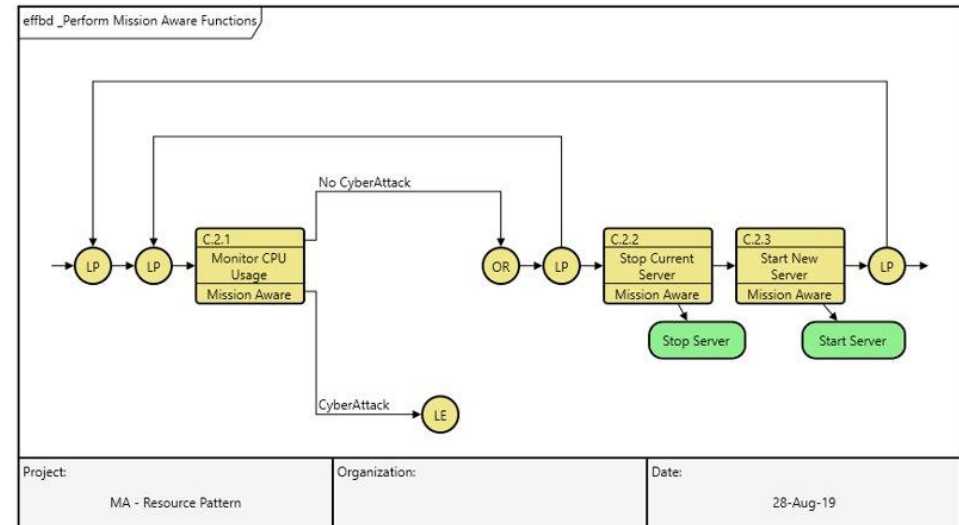 effbd _Perform Mission Aware Functions
No CyberAttack
LP
LP
C.2.1
Monitor CPU
Usage
Mission Aware
OR
LP
C.2.2
Stop Current
Server
Mission Aware
C.2.3
Start New
Server
Mission Aware
LP
Stop Server
Start Server
CyberAttack
LE
Project:
MA - Resource Pattern
Organization:
Date:
28-Aug-19